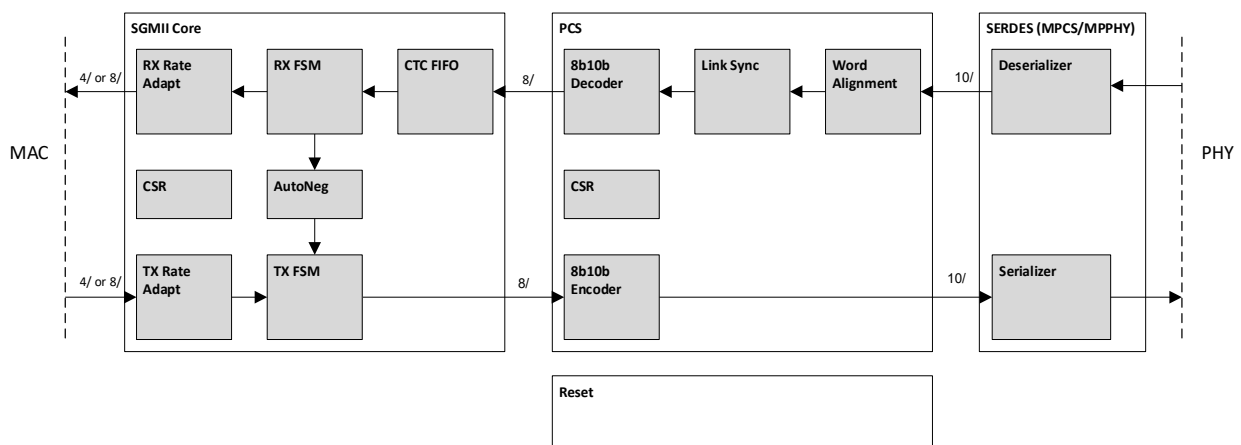 SGMII Core
PCS
SERDES (MPCS/MPPHY)
4/ or 8/
RX Rate
Adapt
RX FSM
CTC FIFO
8/
8b10b
Decoder
Link Sync
Word
Alignment
10/
Deserializer
MAC
PHY
CSR
AutoNeg
CSR
4/ or 8/
TX Rate
Adapt
TX FSM
8/
8b10b
Encoder
10/
Serializer
Reset